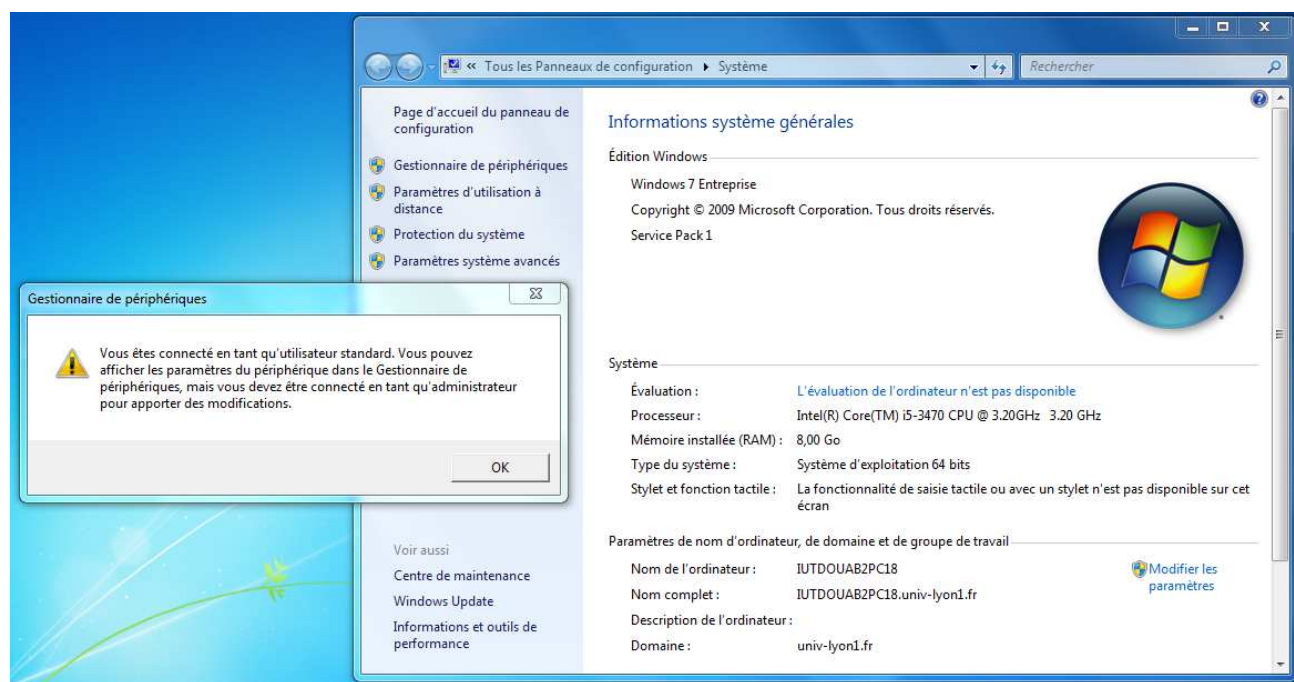 « Tous les Panneaux de configuration ▸ Système
Rechercher
Page d'accueil du panneau de
configuration
Gestionnaire de périphériques
Paramètres d'utilisation à
distance
Protection du système
Paramètres système avancés
Voir aussi
Centre de maintenance
Windows Update
Informations et outils de
performance
Informations système générales
Édition Windows
Windows 7 Entreprise
Copyright © 2009 Microsoft Corporation. Tous droits réservés.
Service Pack 1
Système
Évaluation : L'évaluation de l'ordinateur n'est pas disponible
Processeur : Intel(R) Core(TM) i5-3470 CPU @ 3.20GHz 3.20 GHz
Mémoire installée (RAM) : 8,00 Go
Type du système : Système d'exploitation 64 bits
Stylet et fonction tactile : La fonctionnalité de saisie tactile ou avec un stylet n'est pas disponible sur cet
écran
Paramètres de nom d'ordinateur, de domaine et de groupe de travail
Nom de l'ordinateur : IUTDOUAB2PC18
Modifier les
paramètres
Nom complet : IUTDOUAB2PC18.univ-lyon1.fr
Description de l'ordinateur :
Domaine : univ-lyon1.fr
Gestionnaire de périphériques
Vous êtes connecté en tant qu'utilisateur standard. Vous pouvez
afficher les paramètres du périphérique dans le Gestionnaire de
périphériques, mais vous devez être connecté en tant qu'administrateur
pour apporter des modifications.
OK